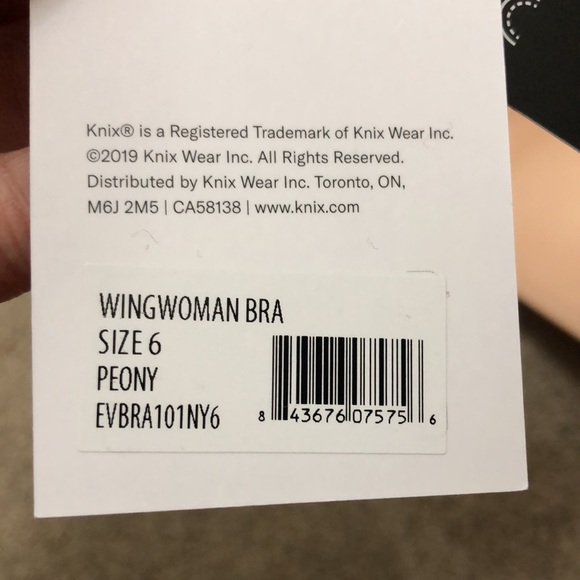 Knix® is a Registered Trademark of Knix Wear Inc.
©2019 Knix Wear Inc. All Rights Reserved.
Distributed by Knix Wear Inc. Toronto, ON,
M6J 2M5 | CA58138 | www.knix.com
WINGWOMAN BRA
SIZE 6
PEONY
EVBRA101NY6
8 43676 07575 6